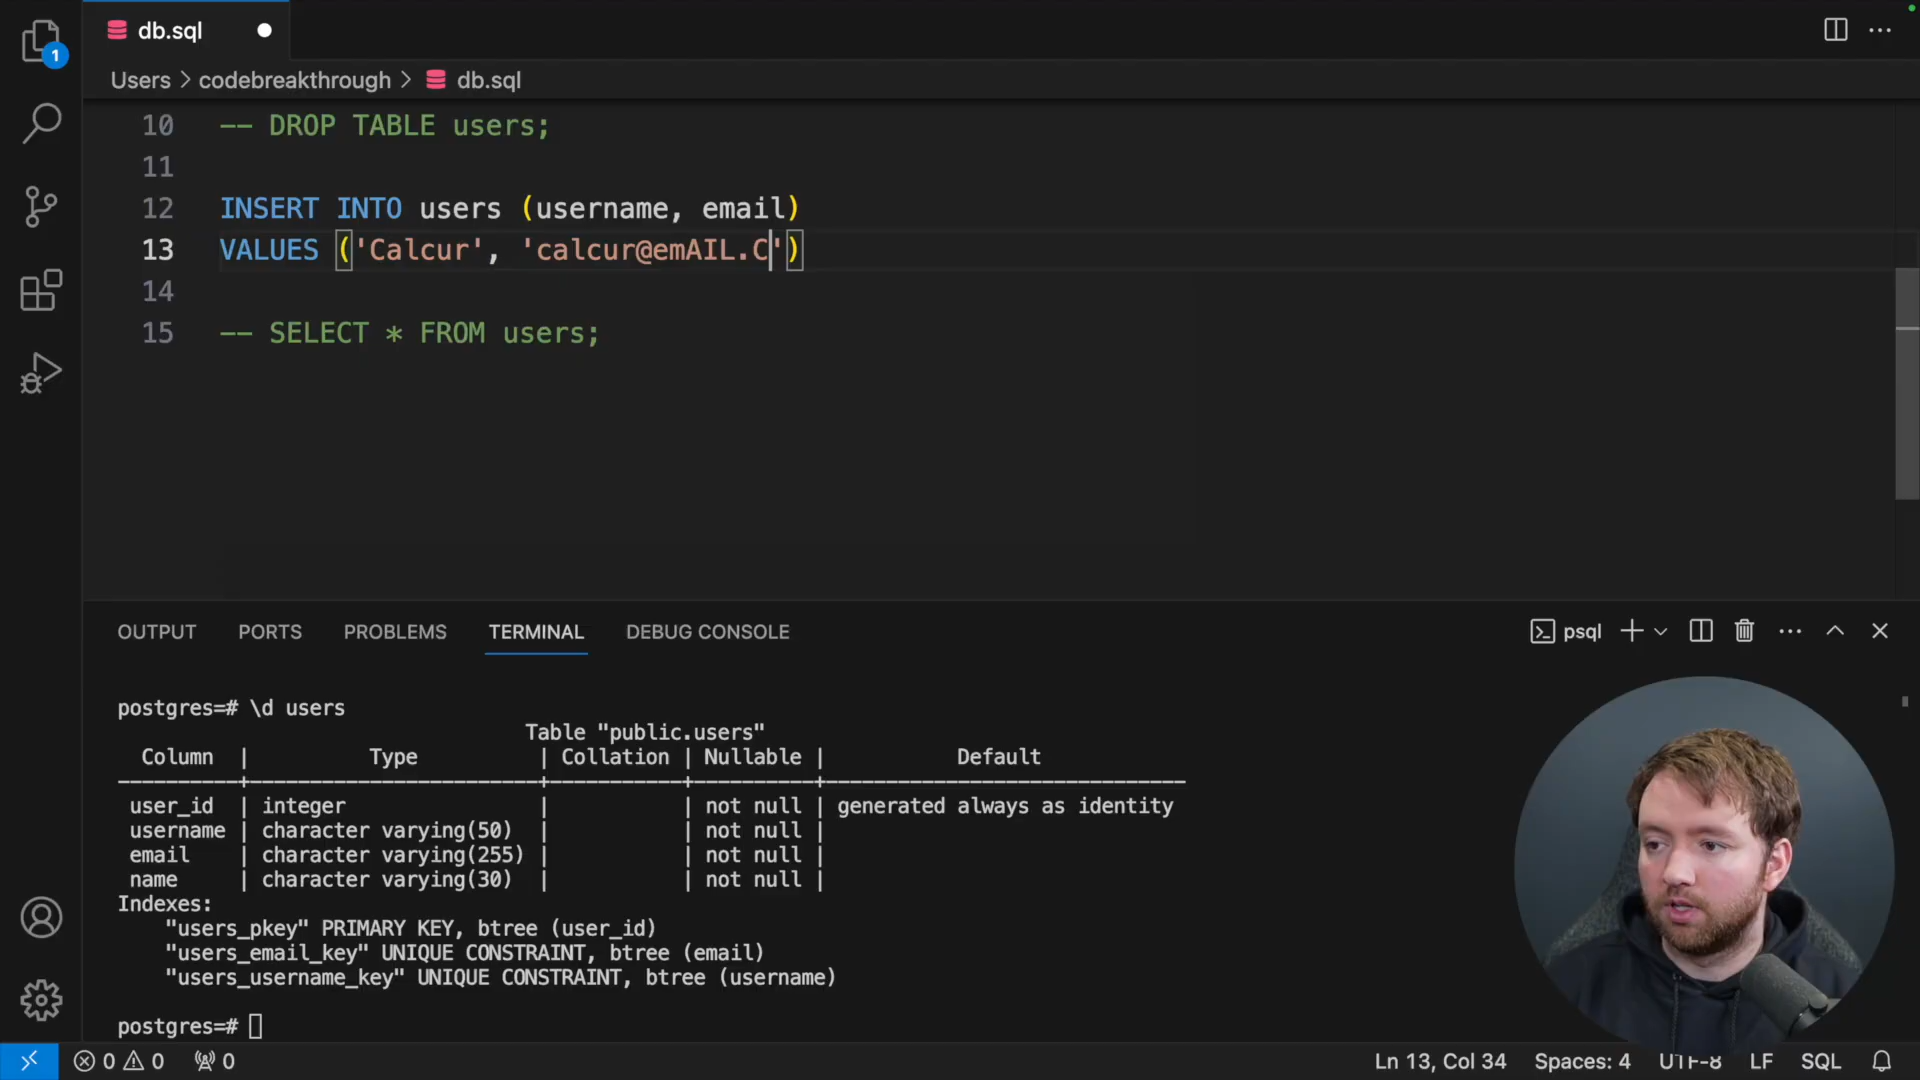 db.sql
1
Users > codebreakthrough > db.sql
10 -- DROP TABLE users;
11
12 INSERT INTO users (username, email)
13 VALUES ('Calcur', 'calcur@emAIL.C')
14
15 -- SELECT * FROM users;
OUTPUT PORTS PROBLEMS TERMINAL DEBUG CONSOLE psql
postgres=# \d users
Table "public.users"
Column | Type | Collation | Nullable | Default
----------+------------------------+-----------+----------+------------------------------
user_id | integer | | not null | generated always as identity
username | character varying(50) | | not null |
email | character varying(255) | | not null |
name | character varying(30) | | not null |
Indexes:
"users_pkey" PRIMARY KEY, btree (user_id)
"users_email_key" UNIQUE CONSTRAINT, btree (email)
"users_username_key" UNIQUE CONSTRAINT, btree (username)
postgres=#
0 0 0 Ln 13, Col 34 Spaces: 4 UTF-8 LF SQL